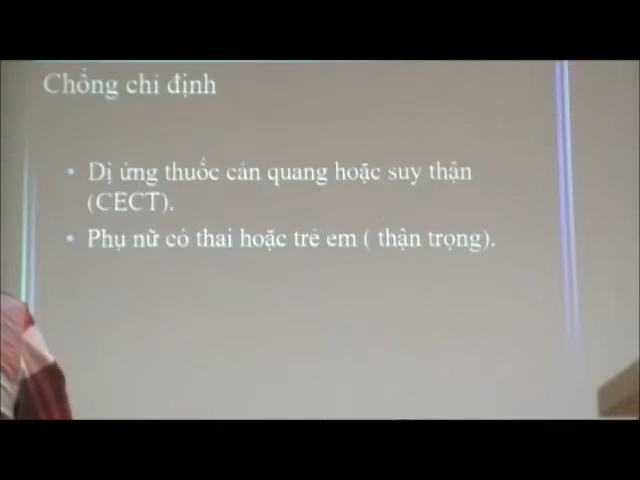 Chống chỉ định
• Dị ứng thuốc cản quang hoặc suy thận
(CECT).
• Phụ nữ có thai hoặc trẻ em ( thận trọng).